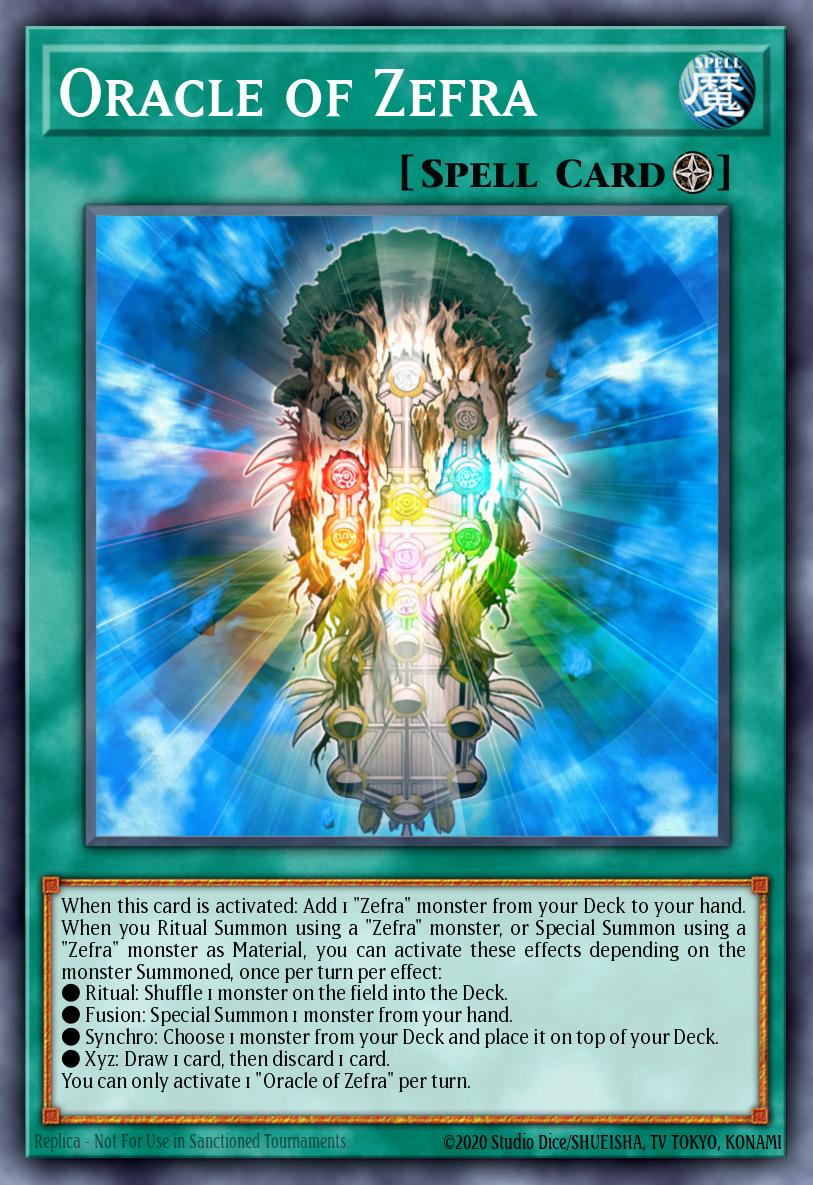 Oracle of Zefra
SPELL
魔
[Spell Card]
When this card is activated: Add 1 "Zefra" monster from your Deck to your hand.
When you Ritual Summon using a "Zefra" monster, or Special Summon using a
"Zefra" monster as Material, you can activate these effects depending on the
monster Summoned, once per turn per effect:
● Ritual: Shuffle 1 monster on the field into the Deck.
● Fusion: Special Summon 1 monster from your hand.
● Synchro: Choose 1 monster from your Deck and place it on top of your Deck.
● Xyz: Draw 1 card, then discard 1 card.
You can only activate 1 "Oracle of Zefra" per turn.
Replica - Not For Use in Sanctioned Tournaments.
©2020 Studio Dice/SHUEISHA, TV TOKYO, KONAMI